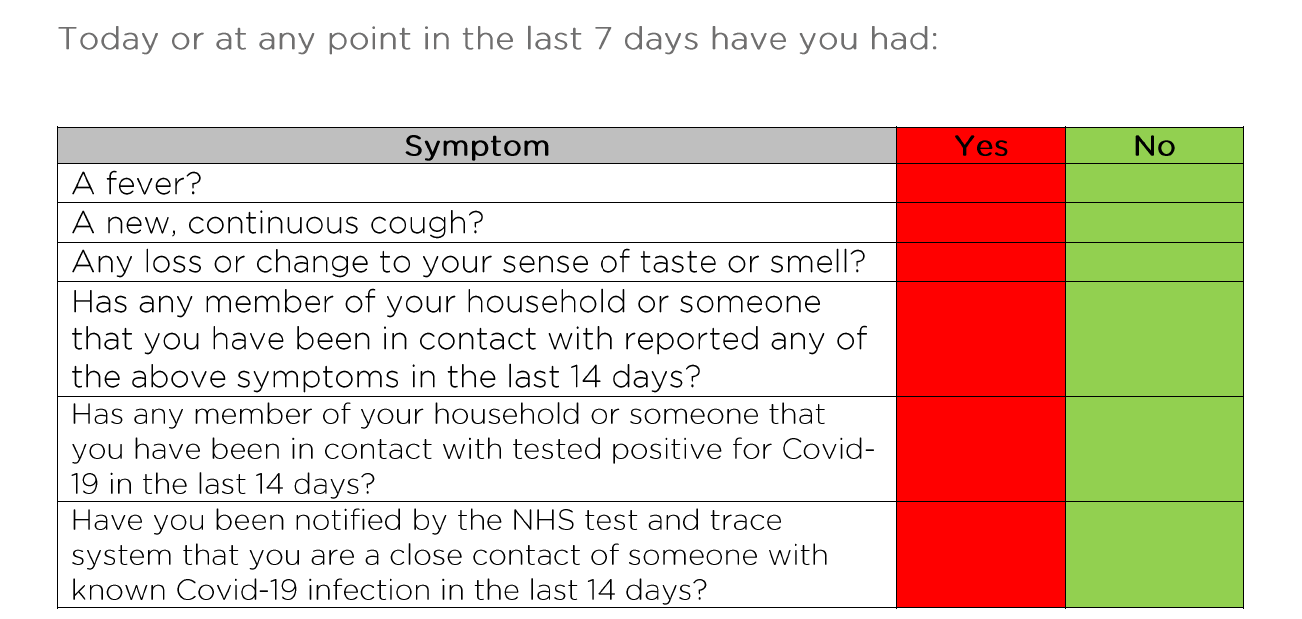 Today or at any point in the last 7 days have you had:
Symptom Yes No
A fever?
A new, continuous cough?
Any loss or change to your sense of taste or smell?
Has any member of your household or someone
that you have been in contact with reported any of
the above symptoms in the last 14 days?
Has any member of your household or someone that
you have been in contact with tested positive for Covid-
19 in the last 14 days?
Have you been notified by the NHS test and trace
system that you are a close contact of someone with
known Covid-19 infection in the last 14 days?